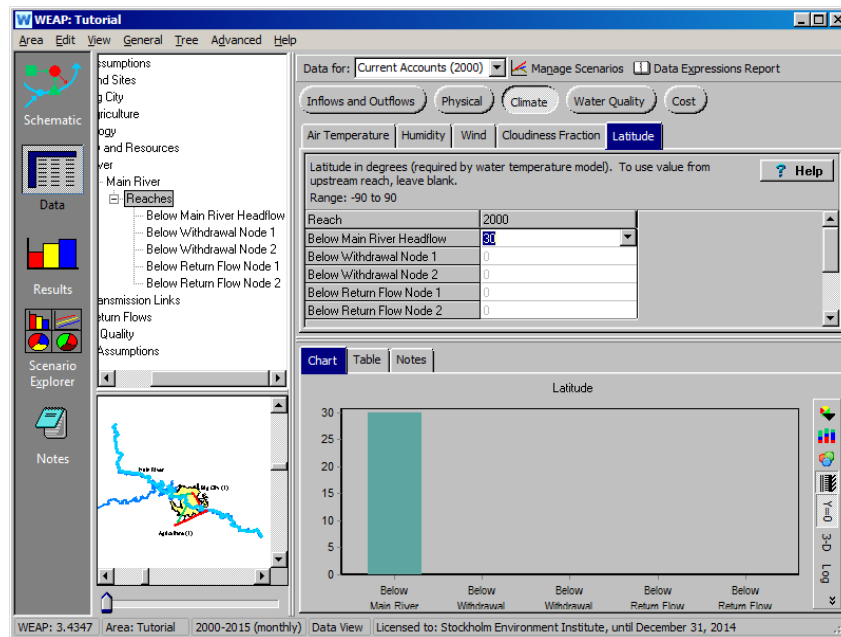 WEAP: Tutorial
Area Edit View General Tree Advanced Help
Schematic
Data
Results
Scenario
Explorer
Notes
ssumptions
nd Sites
g City
griculture
ogy
and Resources
ver
Main River
Reaches
Below Main River Headflow
Below Withdrawal Node 1
Below Withdrawal Node 2
Below Return Flow Node 1
Below Return Flow Node 2
ansmission Links
eturn Flows
Quality
Assumptions
Main River
Big City (1)
Agriculture (1)
Data for: Current Accounts (2000) Manage Scenarios Data Expressions Report
Inflows and Outflows Physical Climate Water Quality Cost
Air Temperature Humidity Wind Cloudiness Fraction Latitude
Latitude in degrees (required by water temperature model). To use value from
upstream reach, leave blank.
Range: -90 to 90
? Help
Reach 2000
Below Main River Headflow 30
Below Withdrawal Node 1 0
Below Withdrawal Node 2 0
Below Return Flow Node 1 0
Below Return Flow Node 2 0
Chart Table Notes
Latitude
30
25
20
15
10
5
0
Below Below Below Below Below
Main River Withdrawal Withdrawal Return Flow Return Flow
Y=0
3-D
Log
WEAP: 3.4347 Area: Tutorial 2000-2015 (monthly) Data View Licensed to: Stockholm Environment Institute, until December 31, 2014